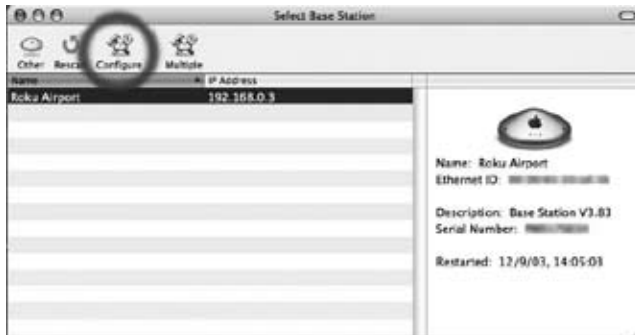 Select Base Station
Other Rescan Configure Multiple
Name IP Address
Roku Airport 192.168.0.3
Name: Roku Airport
Ethernet ID:
Description: Base Station V3.83
Serial Number:
Restarted: 12/9/03, 14:05:03